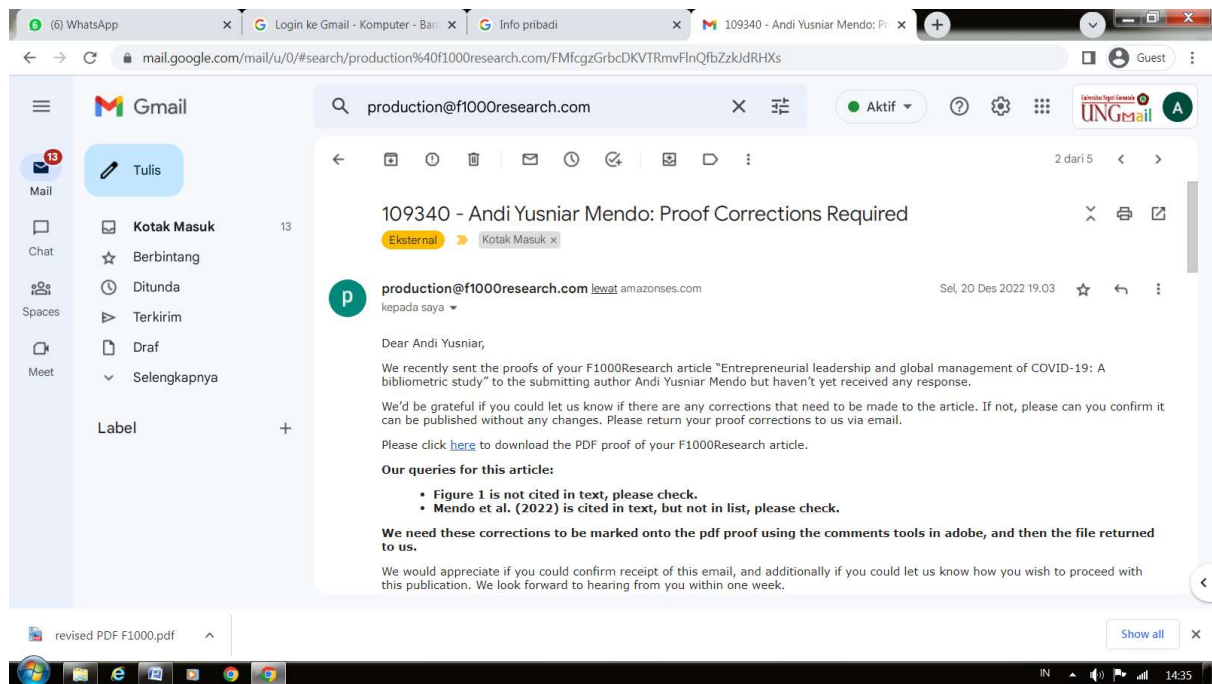 (6) WhatsApp
Login ke Gmail - Komputer - Ban
Info pribadi
109340 - Andi Yusniar Mendo: Pr
mail.google.com/mail/u/0/#search/production%40f1000research.com/FMfcgzGrbcDKVTRmvFlnQfbZzkJdRHXs
Guest
Gmail
production@f1000research.com
Aktif
Universitas Negeri Gorontalo
UNGMail
A
13
Mail
Chat
Spaces
Meet
Tulis
Kotak Masuk 13
Berbintang
Ditunda
Terkirim
Draf
Selengkapnya
Label
2 dari 5
109340 - Andi Yusniar Mendo: Proof Corrections Required
Eksternal Kotak Masuk ×
p
production@f1000research.com lewat amazonses.com
Sel, 20 Des 2022 19.03
kepada saya
Dear Andi Yusniar,
We recently sent the proofs of your F1000Research article “Entrepreneurial leadership and global management of COVID-19: A
bibliometric study” to the submitting author Andi Yusniar Mendo but haven’t yet received any response.
We’d be grateful if you could let us know if there are any corrections that need to be made to the article. If not, please can you confirm it
can be published without any changes. Please return your proof corrections to us via email.
Please click here to download the PDF proof of your F1000Research article.
Our queries for this article:
• Figure 1 is not cited in text, please check.
• Mendo et al. (2022) is cited in text, but not in list, please check.
We need these corrections to be marked onto the pdf proof using the comments tools in adobe, and then the file returned
to us.
We would appreciate if you could confirm receipt of this email, and additionally if you could let us know how you wish to proceed with
this publication. We look forward to hearing from you within one week.
revised PDF F1000.pdf
Show all
IN
14:35